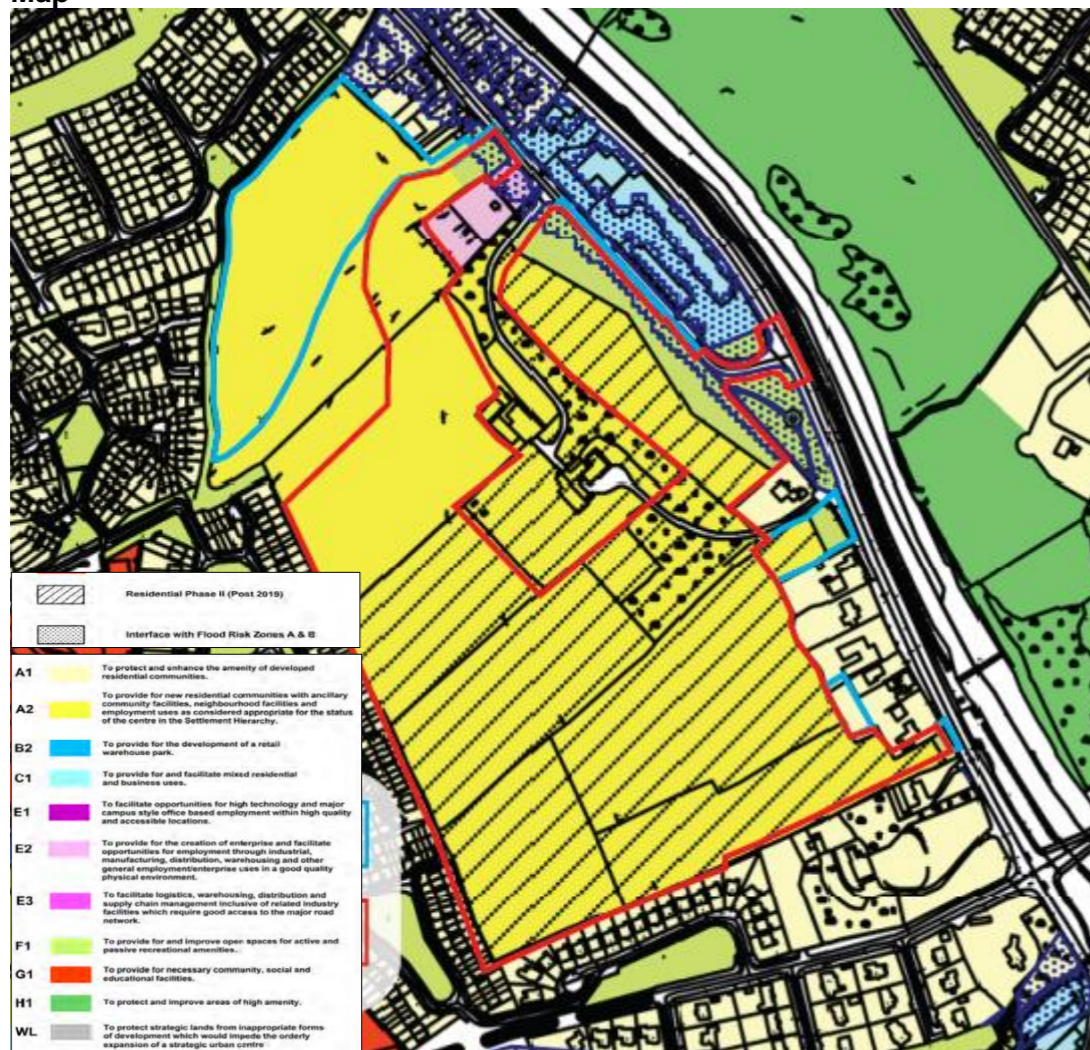 Map
Residential Phase II (Post 2019)
Interface with Flood Risk Zones A & B
A1 To protect and enhance the amenity of developed
residential communities.
A2 To provide for new residential communities with ancillary
community facilities, neighbourhood facilities and
employment uses as considered appropriate for the status
of the centre in the Settlement Hierarchy.
B2 To provide for the development of a retail
warehouse park.
C1 To provide for and facilitate mixed residential
and business uses.
E1 To facilitate opportunities for high technology and major
campus style office based employment within high quality
and accessible locations.
E2 To provide for the creation of enterprise and facilitate
opportunities for employment through industrial,
manufacturing, distribution, warehousing and other
general employment/enterprise uses in a good quality
physical environment.
E3 To facilitate logistics, warehousing, distribution and
supply chain management inclusive of related industry
facilities which require good access to the major road
network.
F1 To provide for and improve open spaces for active and
passive recreational amenities.
G1 To provide for necessary community, social and
educational facilities.
H1 To protect and improve areas of high amenity.
WL To protect strategic lands from inappropriate forms
of development which would impede the orderly
expansion of a strategic urban centre